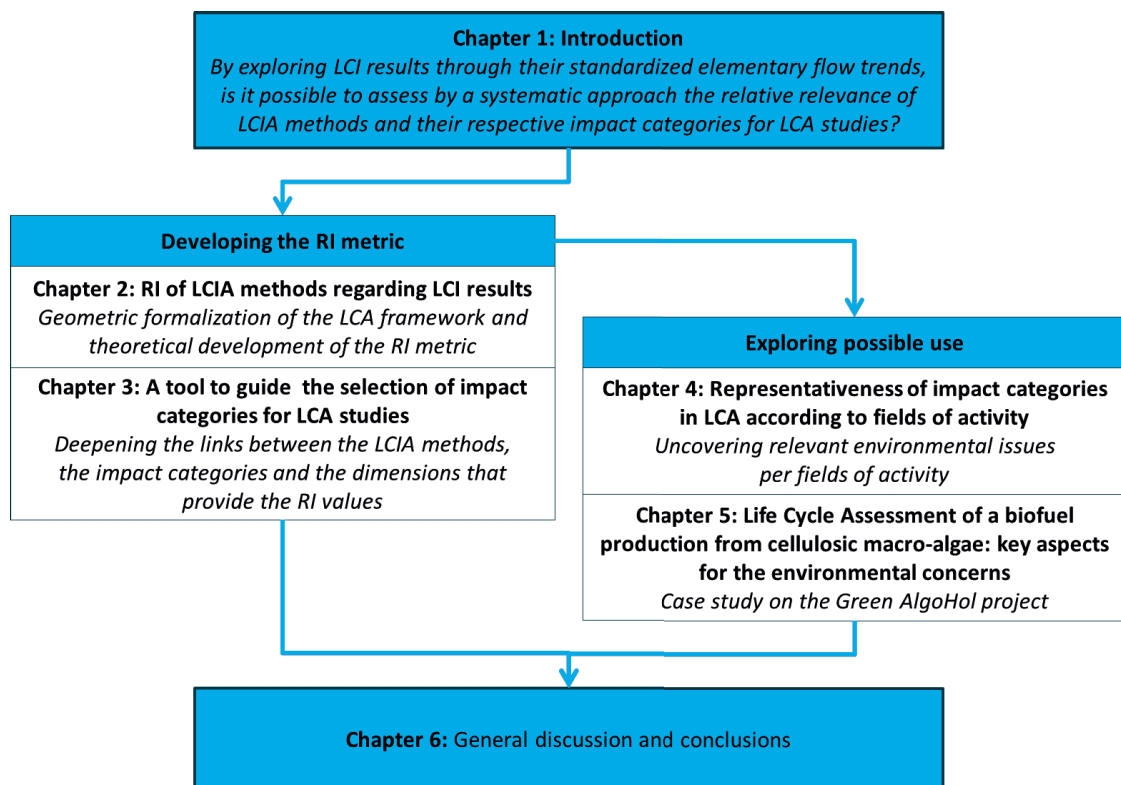 Chapter 1: Introduction
By exploring LCI results through their standardized elementary flow trends,
is it possible to assess by a systematic approach the relative relevance of
LCIA methods and their respective impact categories for LCA studies?
Developing the RI metric
Chapter 2: RI of LCIA methods regarding LCI results
Geometric formalization of the LCA framework and
theoretical development of the RI metric
Chapter 3: A tool to guide the selection of impact
categories for LCA studies
Deepening the links between the LCIA methods,
the impact categories and the dimensions that
provide the RI values
Exploring possible use
Chapter 4: Representativeness of impact categories
in LCA according to fields of activity
Uncovering relevant environmental issues
per fields of activity
Chapter 5: Life Cycle Assessment of a biofuel
production from cellulosic macro-algae: key aspects
for the environmental concerns
Case study on the Green AlgoHol project
Chapter 6: General discussion and conclusions